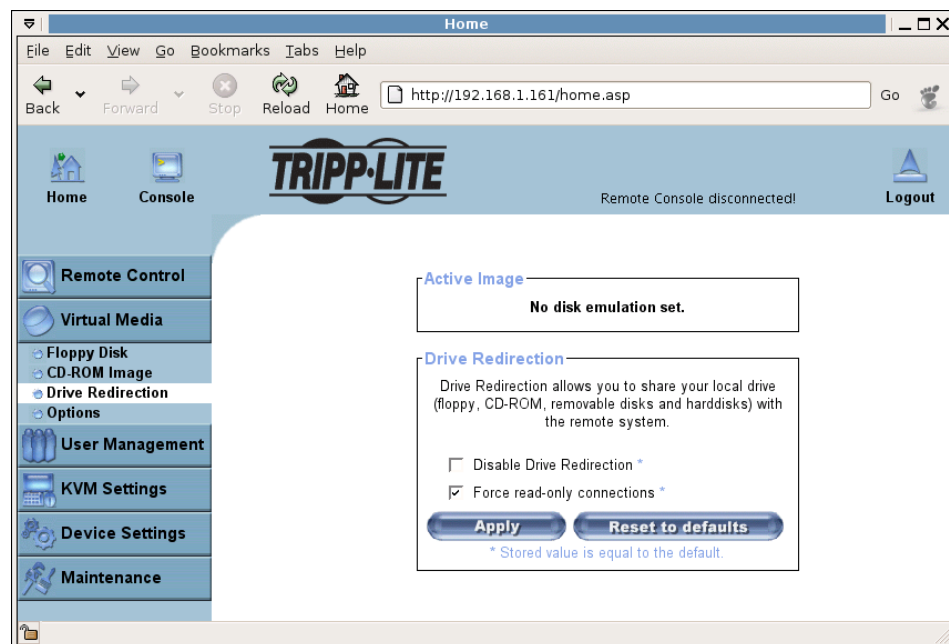 Home
File Edit View Go Bookmarks Tabs Help
Back Forward Stop Reload Home http://192.168.1.161/home.asp Go
Home Console TRIPP·LITE Remote Console disconnected! Logout
Remote Control
Virtual Media
Floppy Disk
CD-ROM Image
Drive Redirection
Options
User Management
KVM Settings
Device Settings
Maintenance
Active Image
No disk emulation set.
Drive Redirection
Drive Redirection allows you to share your local drive
(floppy, CD-ROM, removable disks and harddisks) with
the remote system.
Disable Drive Redirection *
Force read-only connections *
Apply Reset to defaults
* Stored value is equal to the default.